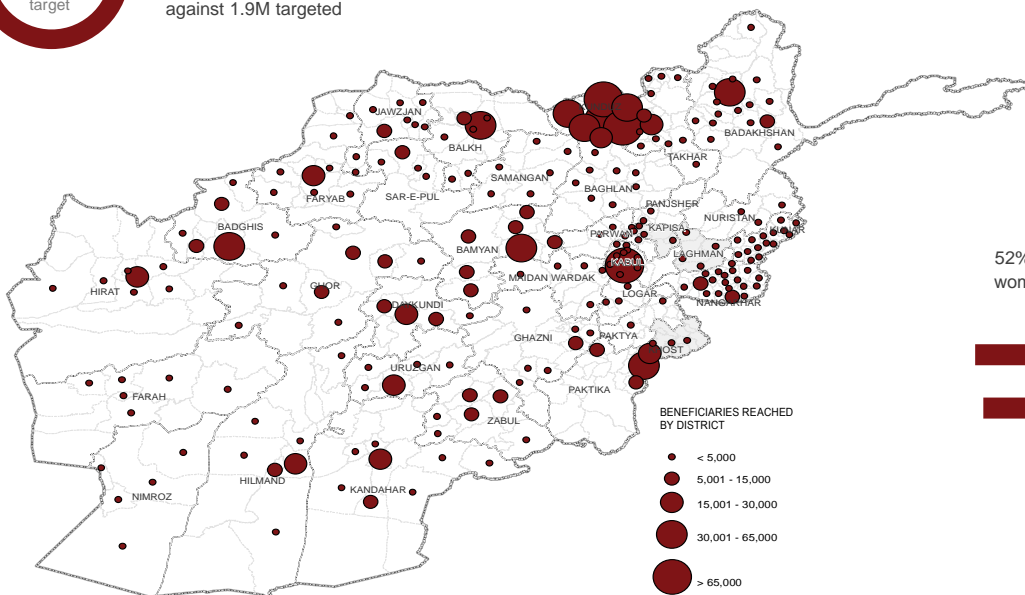 target
against 1.9M targeted
JAWZJAN
BALKH
BADAKHSHAN
TAKHAR
SAMANGAN
BAGHLAN
FARYAB
SAR-E-PUL
PANJSHER
NURISTAN
BADGHIS
PARWAN
KAPISA
KUNAR
BAMYAN
LAGHMAN
KABUL
52%
MAIDAN WARDAK
HIRAT
GHOR
LOGAR
NANGARHAR
DAYKUNDI
GHAZNI
PAKTYA
KHOST
URUZGAN
PAKTIKA
FARAH
ZABUL
BENEFICIARIES REACHED
BY DISTRICT
< 5,000
5,001 - 15,000
HILMAND
KANDAHAR
NIMROZ
15,001 - 30,000
30,001 - 65,000
> 65,000